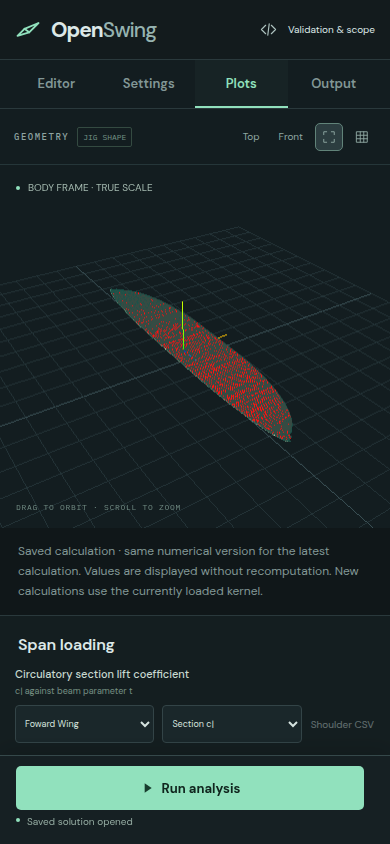 OpenSwing
Validation & scope
Editor
Settings
Plots
Output
GEOMETRY
JIG SHAPE
Top
Front
BODY FRAME · TRUE SCALE
DRAG TO ORBIT · SCROLL TO ZOOM
Saved calculation · same numerical version for the latest
calculation. Values are displayed without recomputation. New
calculations use the currently loaded kernel.
Span loading
Circulatory section lift coefficient
cl against beam parameter t
Foward Wing
Section cl
Shoulder CSV
Run analysis
Saved solution opened